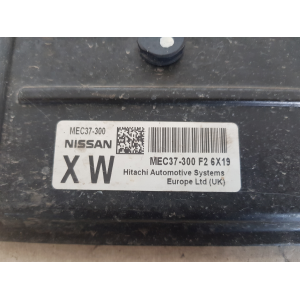 MEC37-300
NISSAN
X W
MEC37-300 F2 6X19
Hitachi Automotive Systems
Europe Ltd (UK)